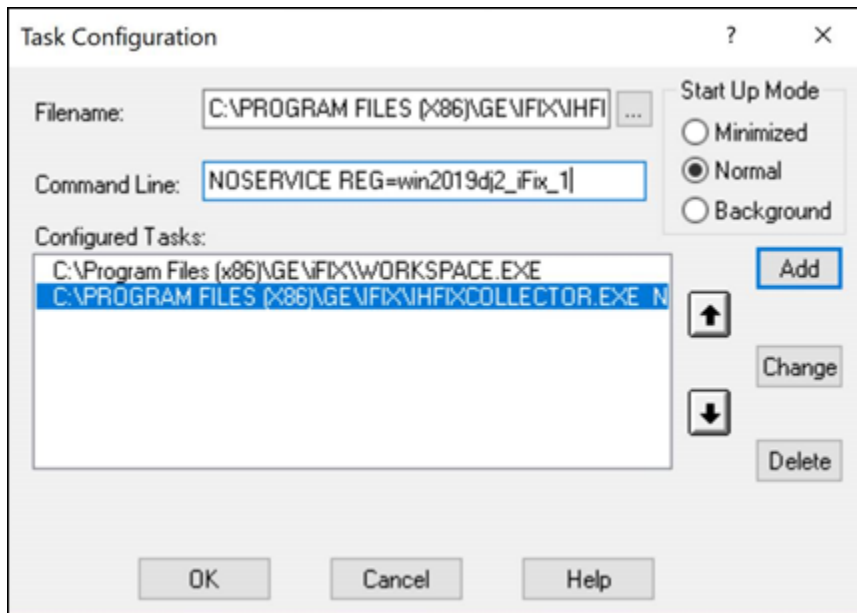 Task Configuration ? ×
Filename: C:\PROGRAM FILES (X86)\GE\IFIX\IHFI ...
Start Up Mode
Minimized
Normal
Background
Command Line: NOSERVICE REG=win2019dj2_iFix_1
Configured Tasks:
C:\Program Files (x86)\GE\iFIX\WORKSPACE.EXE
C:\PROGRAM FILES (X86)\GE\IFIX\IHFIXCOLLECTOR.EXE N
Add
Change
Delete
OK Cancel Help